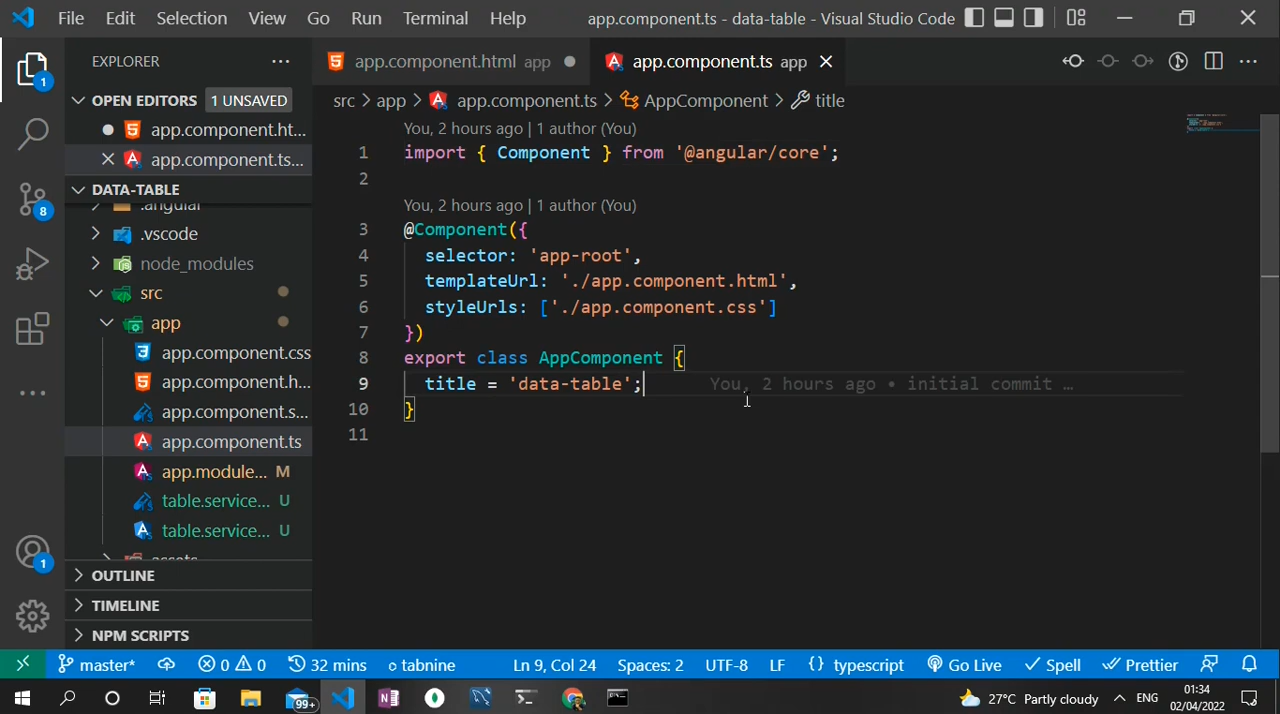 File Edit Selection View Go Run Terminal Help app.component.ts - data-table - Visual Studio Code
EXPLORER
OPEN EDITORS 1 UNSAVED
app.component.ht...
app.component.ts...
DATA-TABLE
.angular
.vscode
node_modules
src
app
app.component.css
app.component.h...
app.component.s...
app.component.ts
app.module... M
table.service... U
table.service... U
assets
OUTLINE
TIMELINE
NPM SCRIPTS
1
8
1
app.component.html app
app.component.ts app
src > app > app.component.ts > AppComponent > title
You, 2 hours ago | 1 author (You)
1 import { Component } from '@angular/core';
2
You, 2 hours ago | 1 author (You)
3 @Component({
4 selector: 'app-root',
5 templateUrl: './app.component.html',
6 styleUrls: ['./app.component.css']
7 })
8 export class AppComponent {
9 title = 'data-table'; You, 2 hours ago • initial commit …
10 }
11
master* 0 0 32 mins tabnine Ln 9, Col 24 Spaces: 2 UTF-8 LF {} typescript Go Live Spell Prettier
99+ 27°C Partly cloudy ENG 01:34
02/04/2022